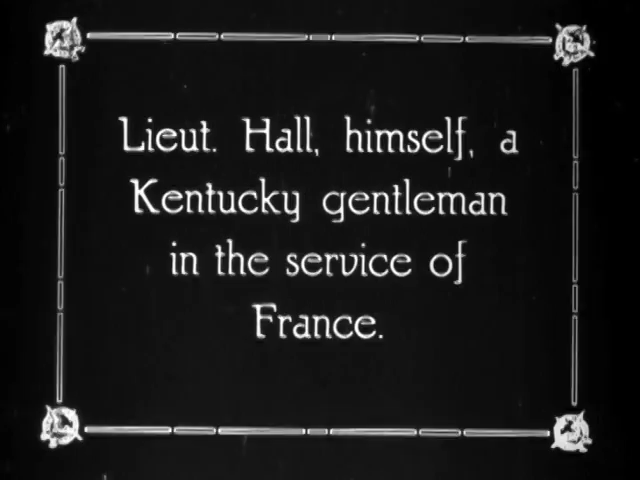 Lieut. Hall, himself, a
Kentucky gentleman
in the service of
France.